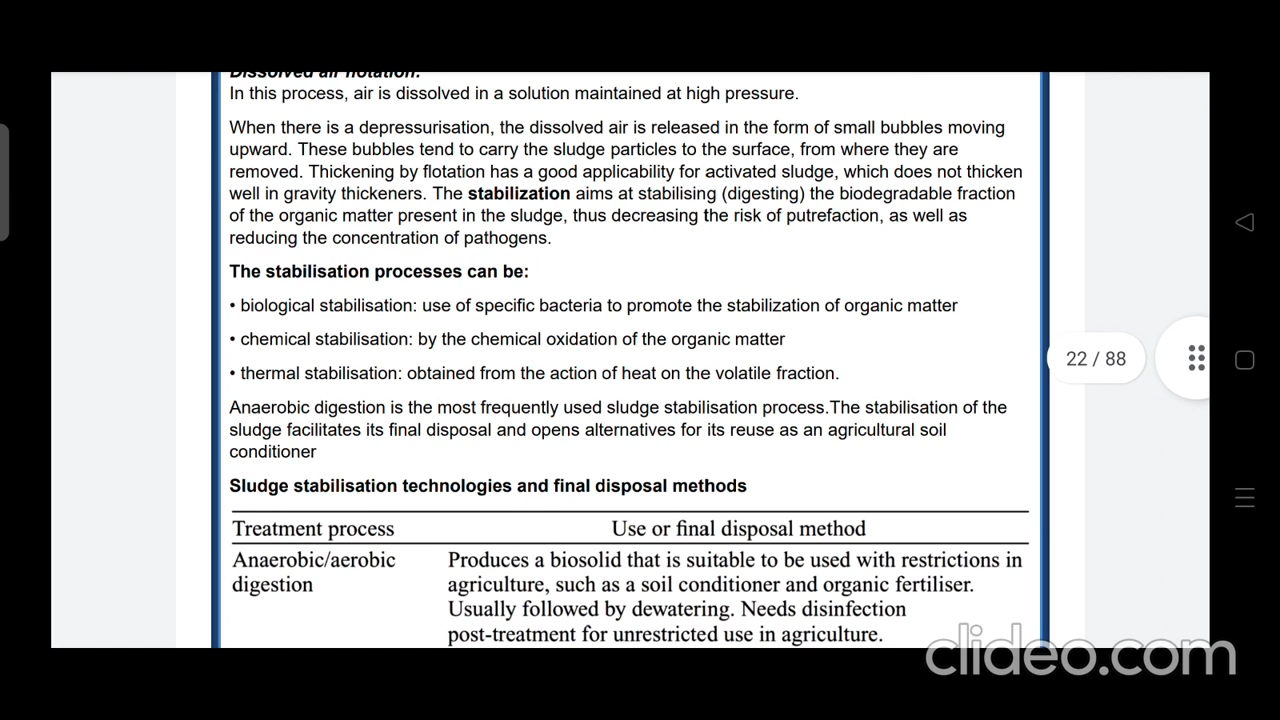 Dissolved air flotation:
In this process, air is dissolved in a solution maintained at high pressure.
When there is a depressurisation, the dissolved air is released in the form of small bubbles moving
upward. These bubbles tend to carry the sludge particles to the surface, from where they are
removed. Thickening by flotation has a good applicability for activated sludge, which does not thicken
well in gravity thickeners. The stabilization aims at stabilising (digesting) the biodegradable fraction
of the organic matter present in the sludge, thus decreasing the risk of putrefaction, as well as
reducing the concentration of pathogens.
The stabilisation processes can be:
• biological stabilisation: use of specific bacteria to promote the stabilization of organic matter
• chemical stabilisation: by the chemical oxidation of the organic matter
• thermal stabilisation: obtained from the action of heat on the volatile fraction.
22 / 88
Anaerobic digestion is the most frequently used sludge stabilisation process.The stabilisation of the
sludge facilitates its final disposal and opens alternatives for its reuse as an agricultural soil
conditioner
Sludge stabilisation technologies and final disposal methods
Treatment process Use or final disposal method
Anaerobic/aerobic Produces a biosolid that is suitable to be used with restrictions in
digestion agriculture, such as a soil conditioner and organic fertiliser.
Usually followed by dewatering. Needs disinfection
post-treatment for unrestricted use in agriculture.
clideo.com